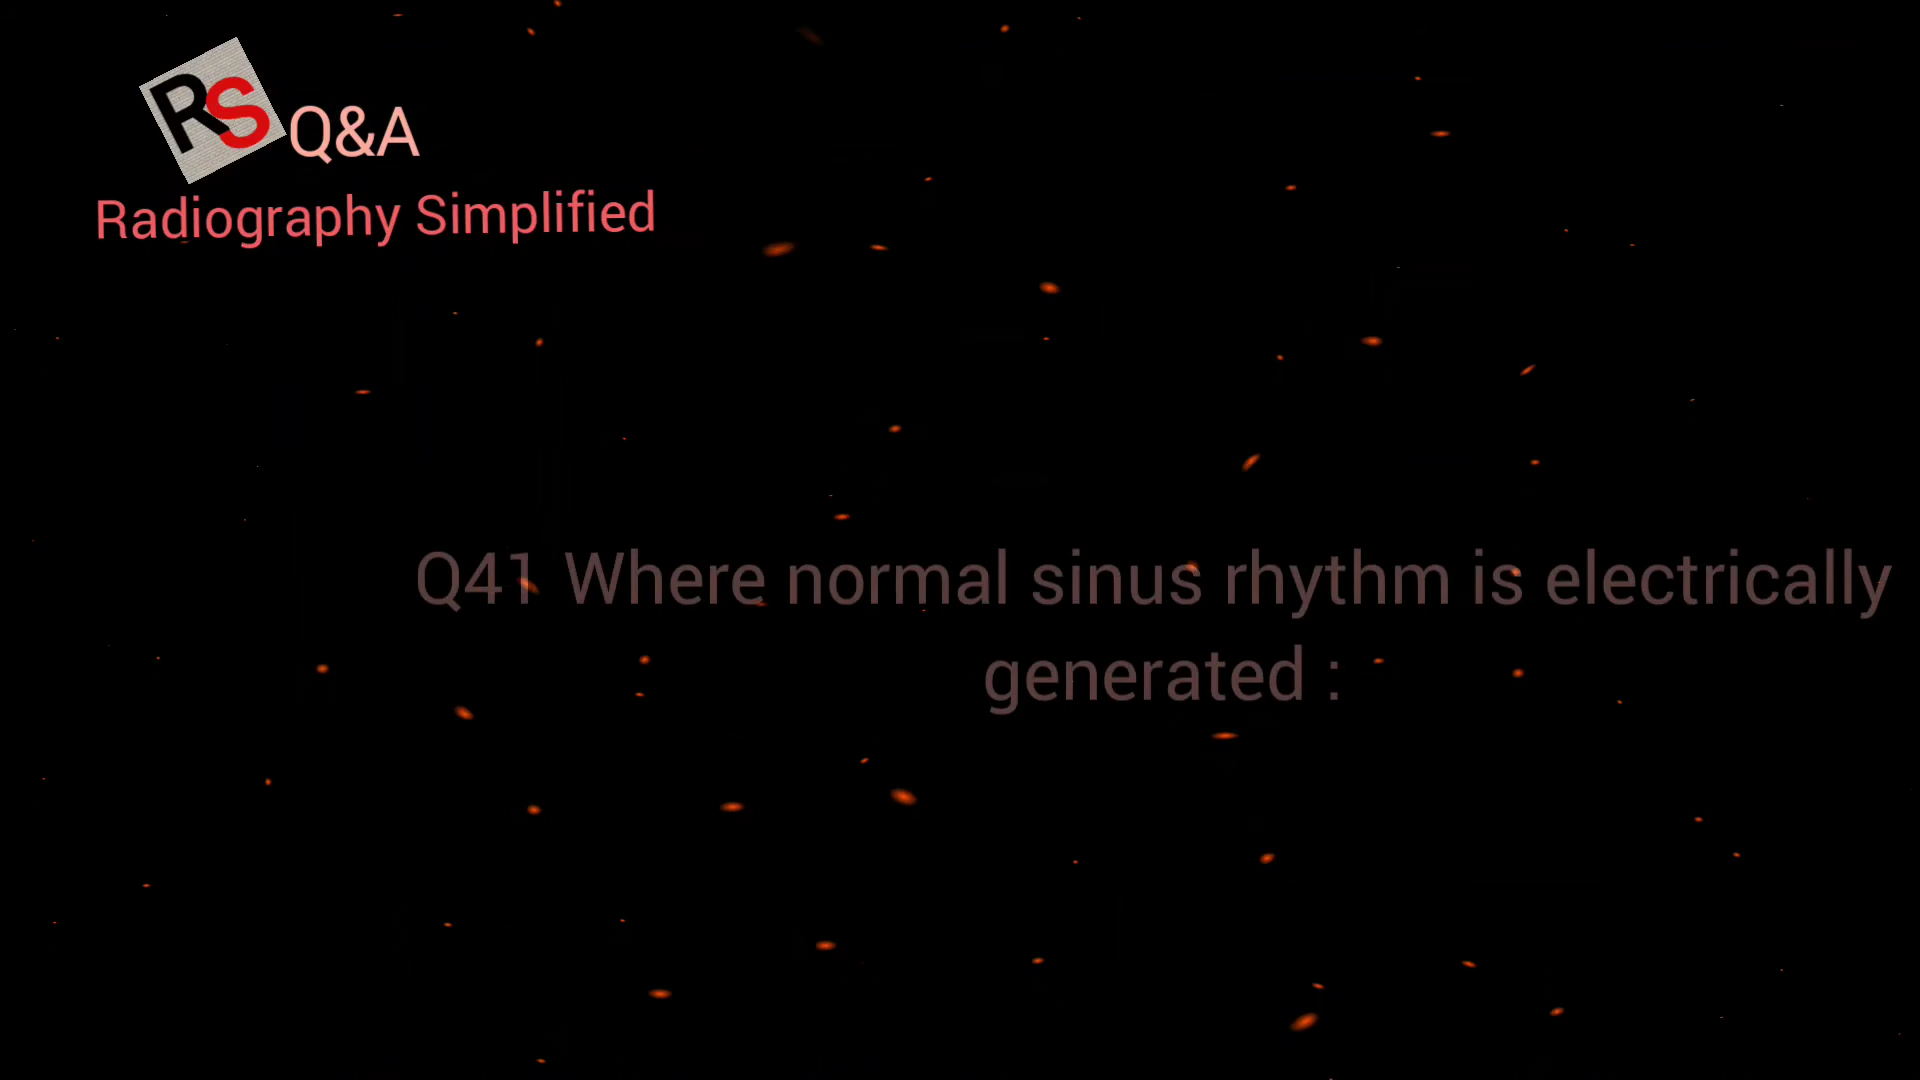 RS Q&A
Radiography Simplified
Q41 Where normal sinus rhythm is electrically
generated :